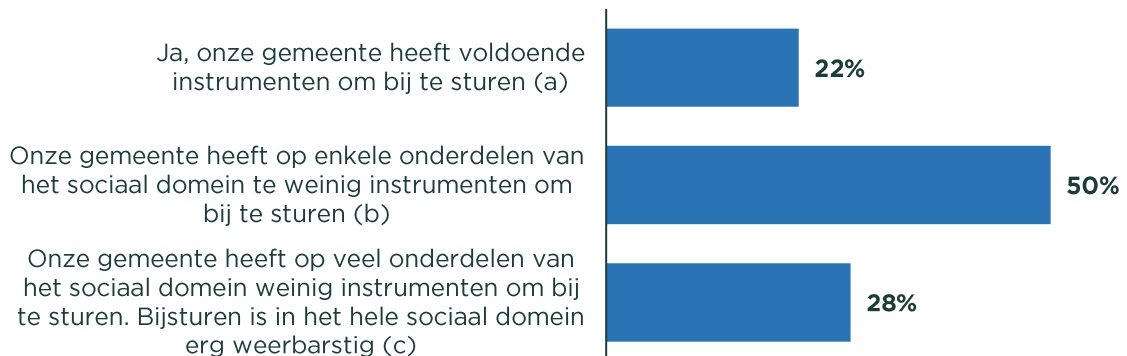 Ja, onze gemeente heeft voldoende
instrumenten om bij te sturen (a)
22%
Onze gemeente heeft op enkele onderdelen van
het sociaal domein te weinig instrumenten om
bij te sturen (b)
50%
Onze gemeente heeft op veel onderdelen van
het sociaal domein weinig instrumenten om bij
te sturen. Bijsturen is in het hele sociaal domein
erg weerbarstig (c)
28%